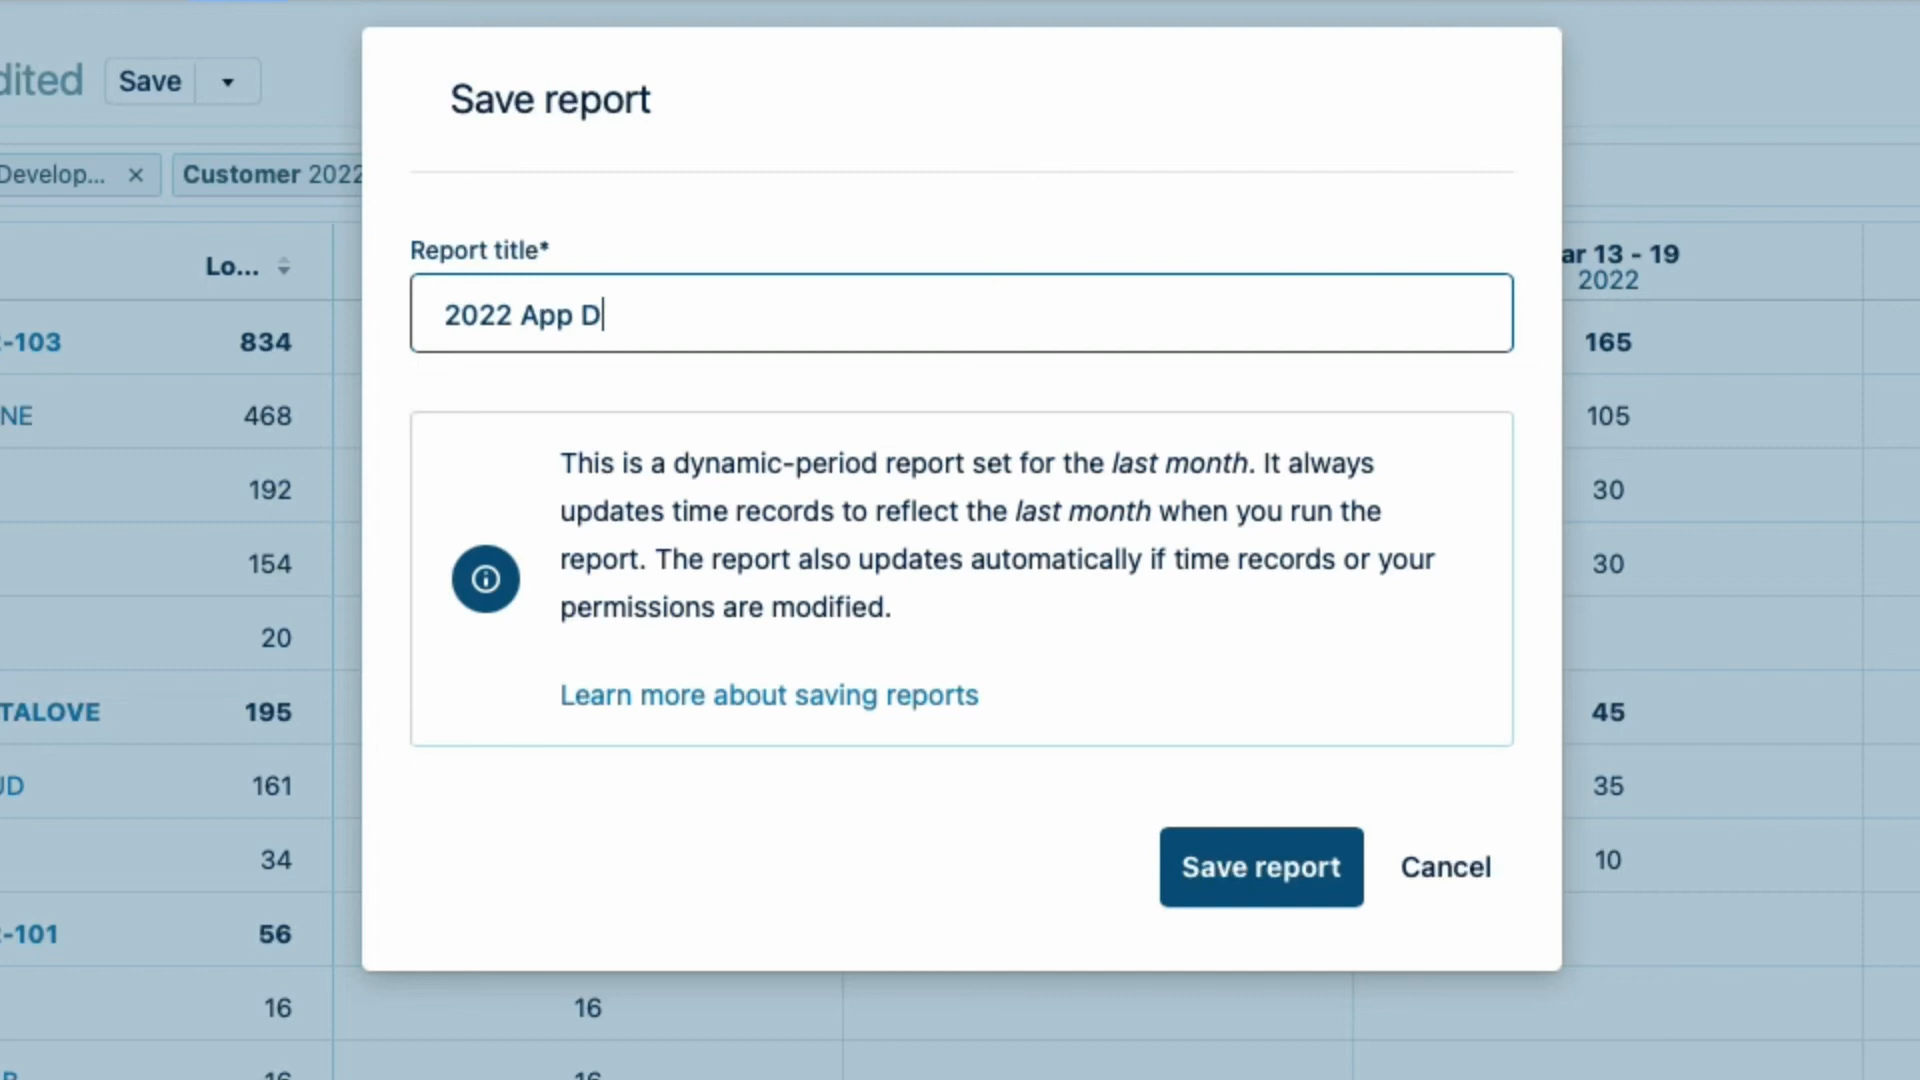 dited
Save
Save report
Develop...
Customer 2022
Report title*
Lo...
ar 13 - 19
2022
2022 App D
-103
834
165
NE
468
105
This is a dynamic-period report set for the last month. It always
updates time records to reflect the last month when you run the
report. The report also updates automatically if time records or your
permissions are modified.
192
30
154
30
20
Learn more about saving reports
TALOVE
195
45
UD
161
35
34
10
Save report
Cancel
-101
56
16
16
16
16